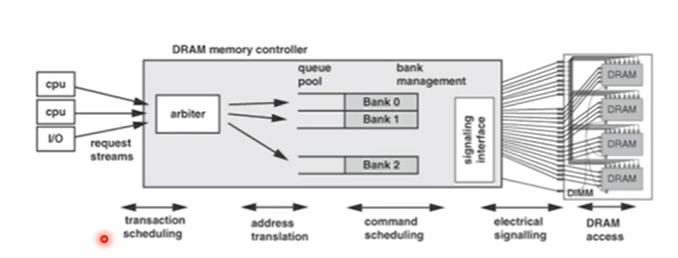 DRAM memory controller
cpu
cpu
I/O
request
streams
arbiter
queue
pool
bank
management
Bank 0
Bank 1
Bank 2
signaling
interface
DRAM
DRAM
DRAM
DRAM
DIMM
transaction
scheduling
address
translation
command
scheduling
electrical
signalling
DRAM
access